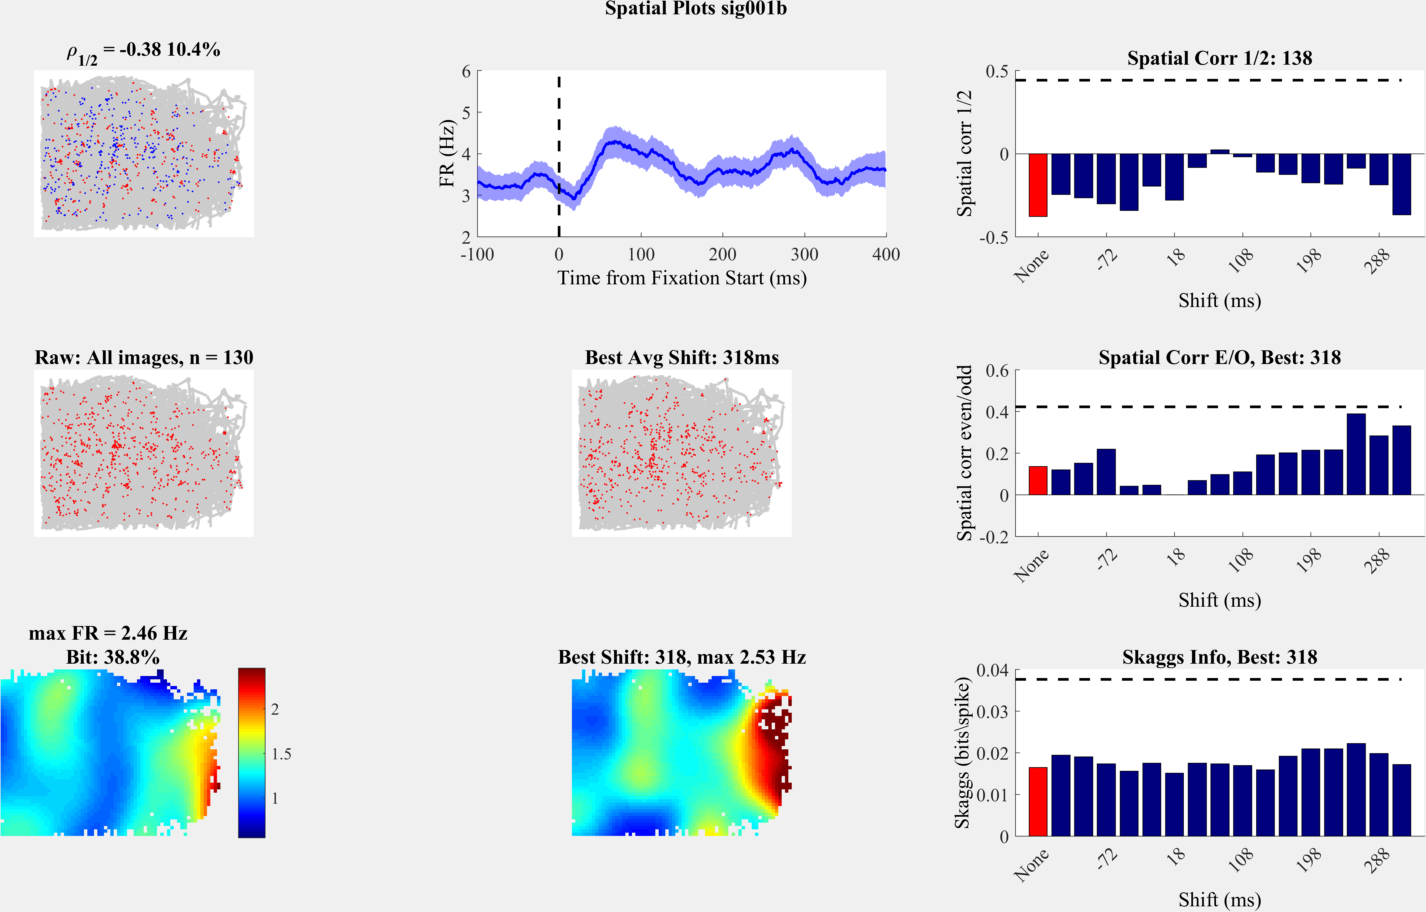 Spatial Plots sig001b
ρ1/2 = -0.38 10.4%
6
5
4
3
2
FR (Hz)
-100 0 100 200 300 400
Time from Fixation Start (ms)
Spatial Corr 1/2: 138
0.5
0
-0.5
Spatial corr 1/2
None -72 18 108 198 288
Shift (ms)
Raw: All images, n = 130
Best Avg Shift: 318ms
Spatial Corr E/O, Best: 318
0.6
0.4
0.2
0
-0.2
Spatial corr even/odd
None -72 18 108 198 288
Shift (ms)
max FR = 2.46 Hz
Bit: 38.8%
2
1.5
1
Best Shift: 318, max 2.53 Hz
Skaggs Info, Best: 318
0.04
0.03
0.02
0.01
0
Skaggs (bits\spike)
None -72 18 108 198 288
Shift (ms)